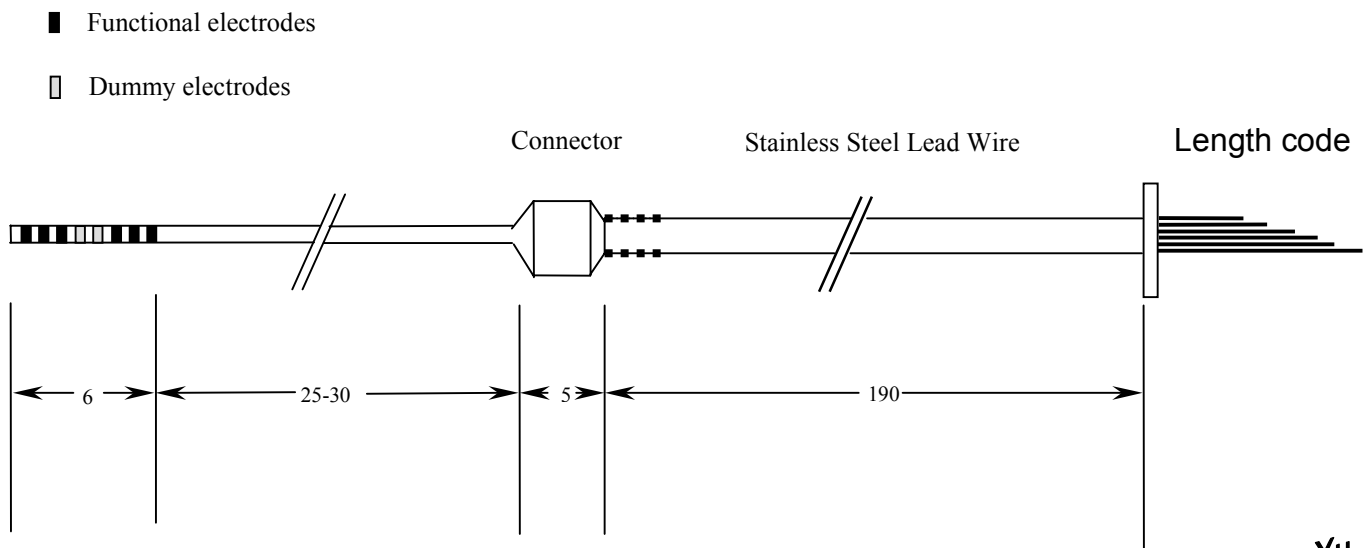 Functional electrodes
Dummy electrodes
Connector
Stainless Steel Lead Wire
Length code
6
25-30
5
190